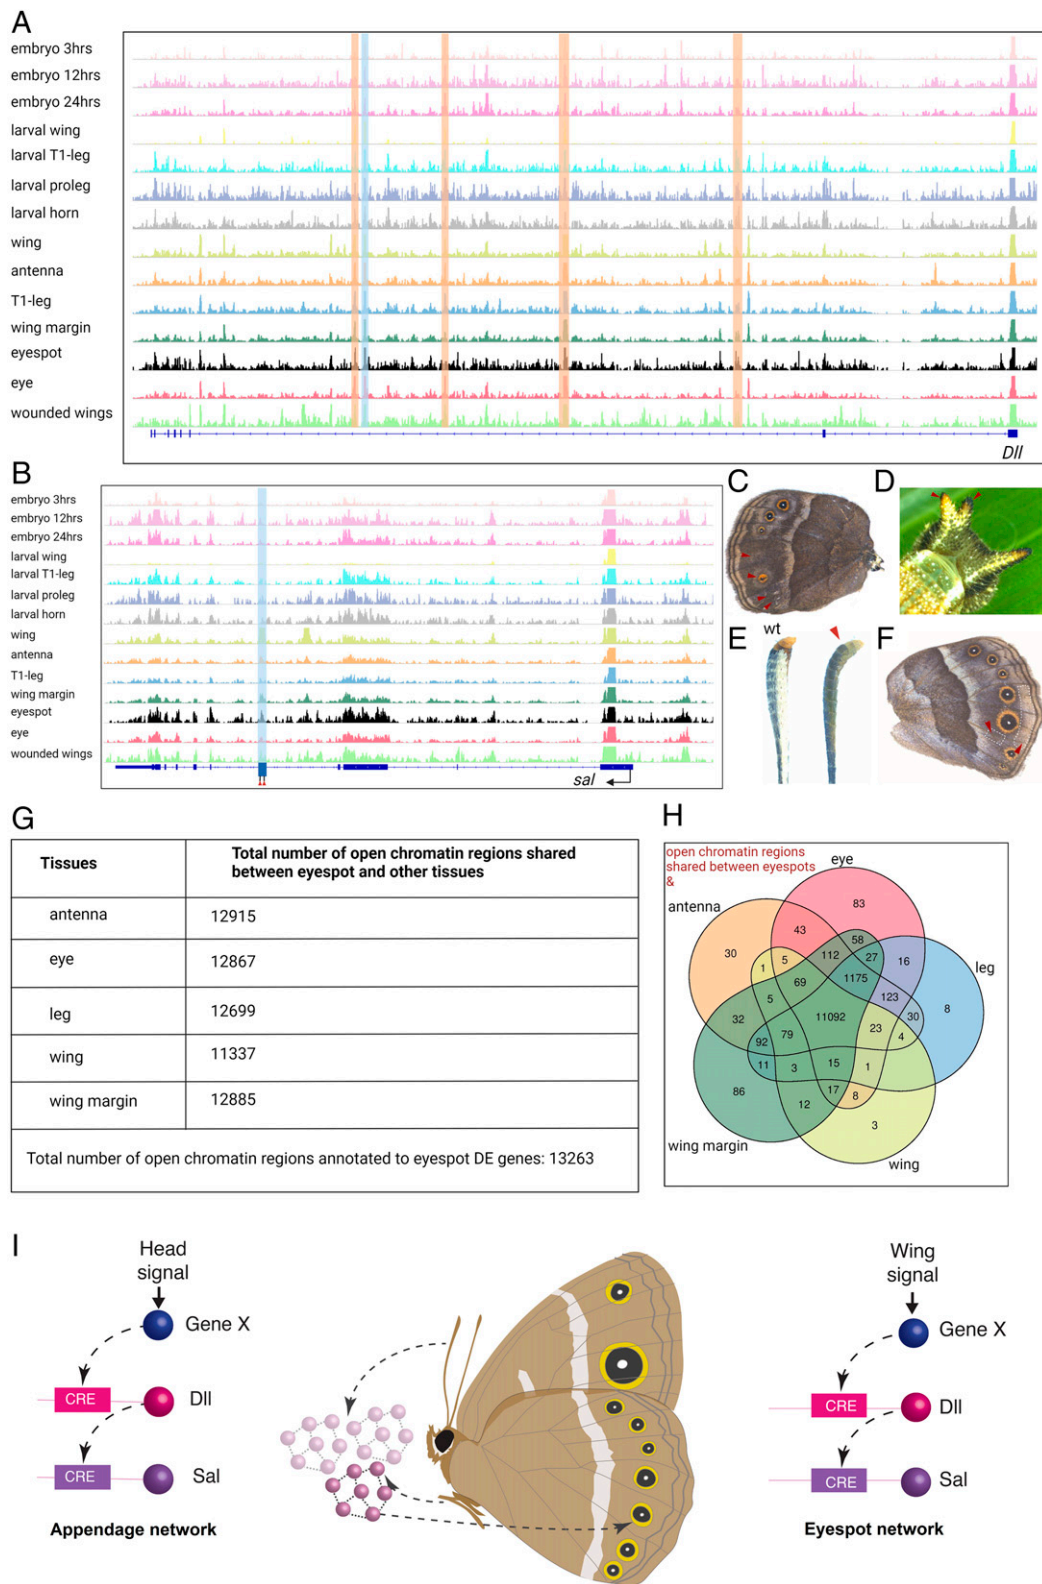 A
embryo 3hrs
embryo 12hrs
embryo 24hrs
larval wing
larval T1-leg
larval proleg
larval horn
wing
antenna
T1-leg
wing margin
eyespot
eye
wounded wings
Dll
B
embryo 3hrs
embryo 12hrs
embryo 24hrs
larval wing
larval T1-leg
larval proleg
larval horn
wing
antenna
T1-leg
wing margin
eyespot
eye
wounded wings
sal
C
D
E
wt
F
G
Tissues
Total number of open chromatin regions shared
between eyespot and other tissues
antenna
12915
eye
12867
leg
12699
wing
11337
wing margin
12885
Total number of open chromatin regions annotated to eyespot DE genes: 13263
H
open chromatin regions
shared between eyespots
&
eye
antenna
leg
wing margin
wing
83
43
58
30
112
27
16
5
1
1175
69
123
8
5
30
32
11092
23
4
79
92
15
11
3
1
86
17
8
12
3
I
Head
signal
Gene X
CRE
Dll
CRE
Sal
Appendage network
Wing
signal
Gene X
CRE
Dll
CRE
Sal
Eyespot network